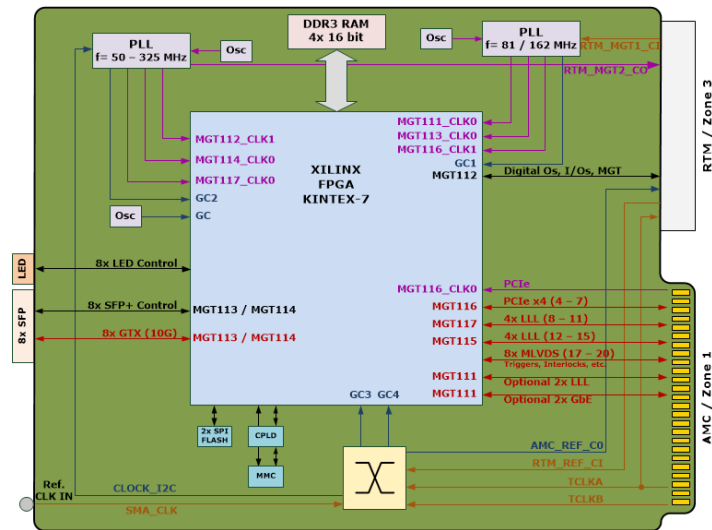 DDR3 RAM
4x 16 bit
PLL
f= 50 – 325 MHz
Osc
Osc
PLL
f= 81 / 162 MHz
RTM_MGT1_CI
RTM_MGT2_CO
RTM / Zone 3
MGT111_CLK0
MGT113_CLK0
MGT116_CLK1
GC1
MGT112
Digital Os, I/Os, MGT
MGT112_CLK1
MGT114_CLK0
MGT117_CLK0
GC2
GC
Osc
XILINX
FPGA
KINTEX-7
LED
8x LED Control
8x SFP
8x SFP+ Control
MGT113 / MGT114
8x GTX (10G)
MGT113 / MGT114
MGT116_CLK0
PCIe
MGT116
PCIe x4 (4 – 7)
MGT117
4x LLL (8 – 11)
MGT115
4x LLL (12 – 15)
8x MLVDS (17 – 20)
Triggers, Interlocks, etc.
MGT111
Optional 2x LLL
MGT111
Optional 2x GbE
AMC / Zone 1
GC3 GC4
2x SPI
FLASH
CPLD
MMC
AMC_REF_C0
RTM_REF_CI
TCLKA
TCLKB
Ref.
CLK IN
CLOCK_I2C
SMA_CLK